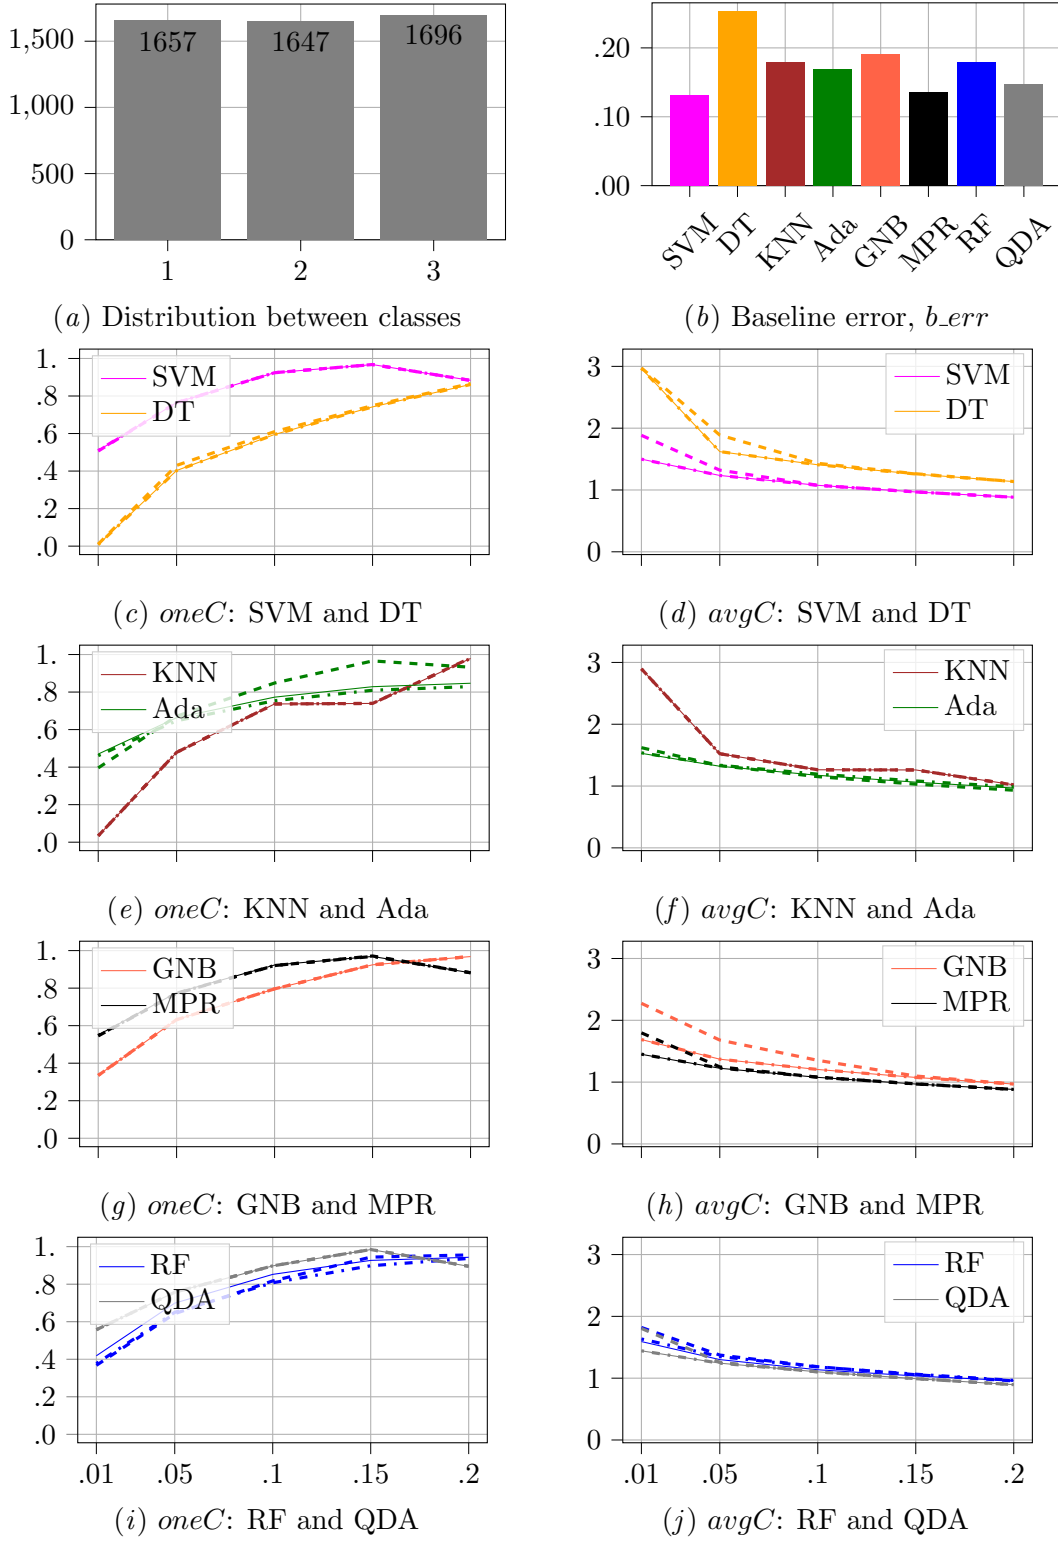 1,500
1,000
500
0
1657
1647
1696
1
2
3
(a) Distribution between classes
.20
.10
.00
SVM
DT
KNN
Ada
GNB
MPR
RF
QDA
(b) Baseline error, b_err
1.
.8
.6
.4
.2
.0
SVM
DT
(c) oneC: SVM and DT
3
2
1
0
SVM
DT
(d) avgC: SVM and DT
1.
.8
.6
.4
.2
.0
KNN
Ada
(e) oneC: KNN and Ada
3
2
1
0
KNN
Ada
(f) avgC: KNN and Ada
1.
.8
.6
.4
.2
.0
GNB
MPR
(g) oneC: GNB and MPR
3
2
1
0
GNB
MPR
(h) avgC: GNB and MPR
1.
.8
.6
.4
.2
.0
RF
QDA
.01 .05 .1 .15 .2
(i) oneC: RF and QDA
3
2
1
0
RF
QDA
.01 .05 .1 .15 .2
(j) avgC: RF and QDA